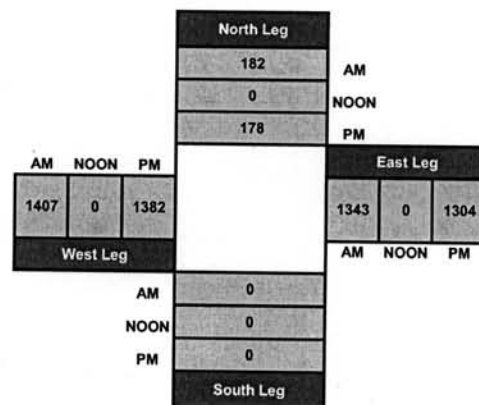 North Leg
182 AM
0 NOON
178 PM
AM NOON PM
East Leg
1407 0 1382
1343 0 1304
West Leg
AM NOON PM
AM 0
NOON 0
PM 0
South Leg